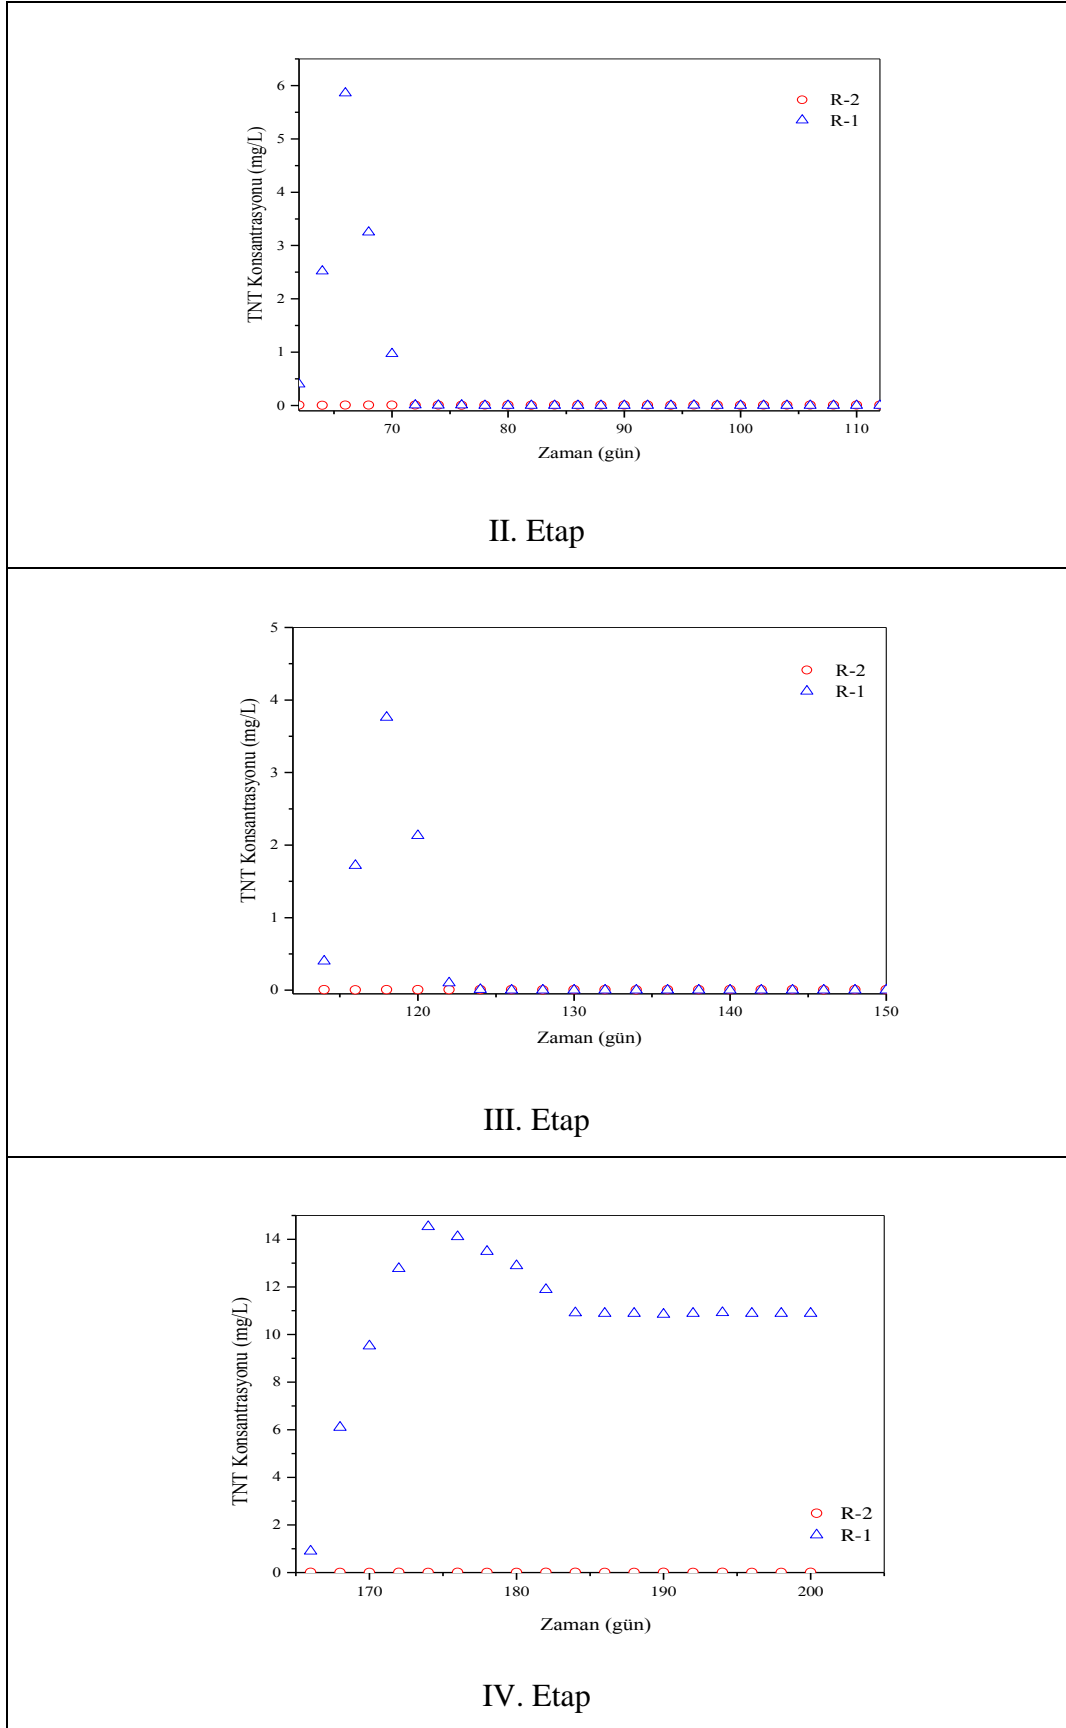 6
5
4
3
2
1
0
TNT Konsantrasyonu (mg/L)
R-2
R-1
70 80 90 100 110
Zaman (gün)
II. Etap
5
4
3
2
1
0
TNT Konsantrasyonu (mg/L)
R-2
R-1
120 130 140 150
Zaman (gün)
III. Etap
14
12
10
8
6
4
2
0
TNT Konsantrasyonu (mg/L)
R-2
R-1
170 180 190 200
Zaman (gün)
IV. Etap